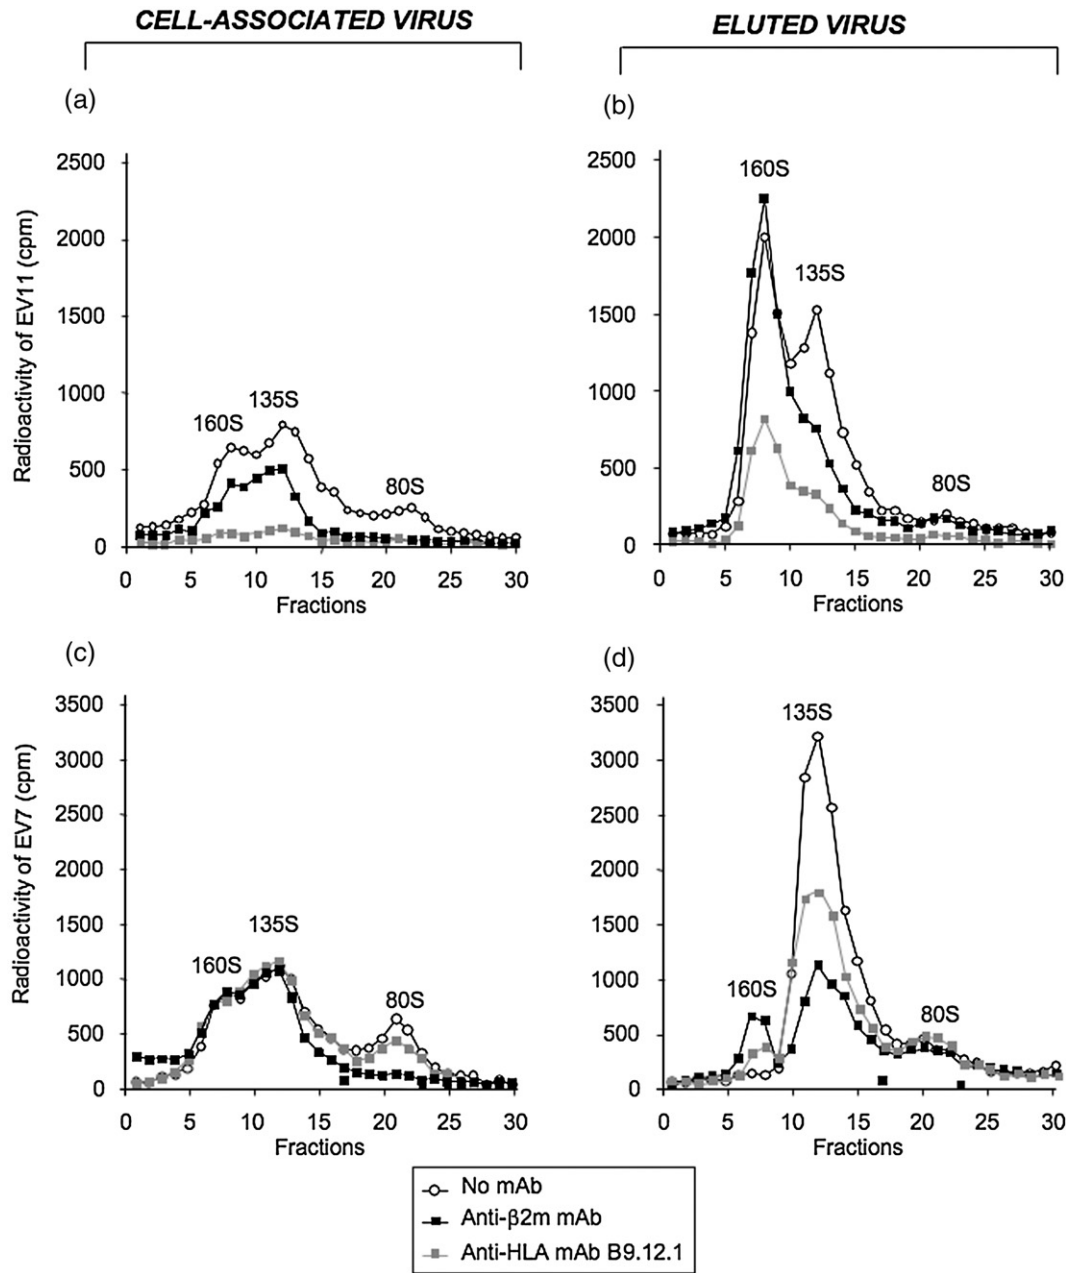 CELL-ASSOCIATED VIRUS
ELUTED VIRUS
(a)
Radioactivity of EV11 (cpm)
2500
2000
1500
1000
500
0
160S
135S
80S
0 5 10 15 20 25 30
Fractions
(b)
2500
2000
1500
1000
500
0
160S
135S
80S
0 5 10 15 20 25 30
Fractions
(c)
Radioactivity of EV7 (cpm)
3500
3000
2500
2000
1500
1000
500
0
160S
135S
80S
0 5 10 15 20 25 30
Fractions
(d)
3500
3000
2500
2000
1500
1000
500
0
160S
135S
80S
0 5 10 15 20 25 30
Fractions
No mAb
Anti-β2m mAb
Anti-HLA mAb B9.12.1